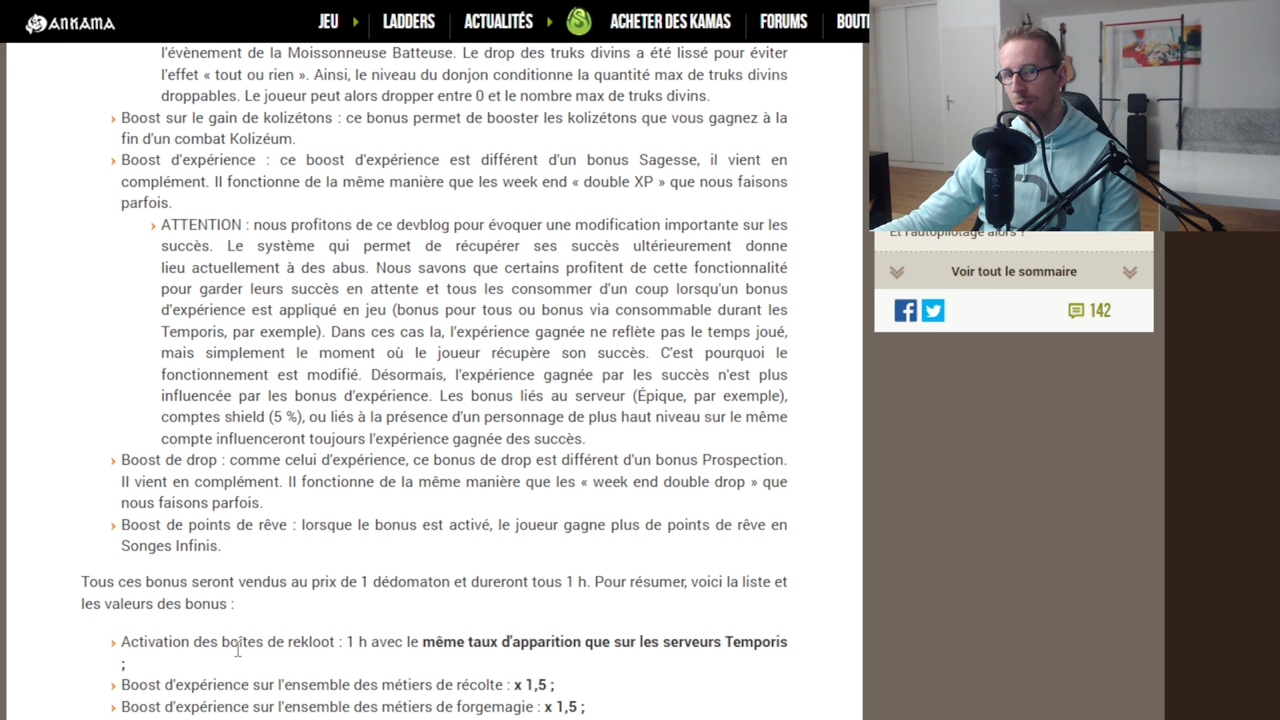 ANKAMA
JEU
LADDERS
ACTUALITÉS
ACHETER DES KAMAS
FORUMS
BOUTI
l'évènement de la Moissonneuse Batteuse. Le drop des truks divins a été lissé pour éviter
l'effet « tout ou rien ». Ainsi, le niveau du donjon conditionne la quantité max de truks divins
droppables. Le joueur peut alors dropper entre 0 et le nombre max de truks divins.
Boost sur le gain de kolizétons : ce bonus permet de booster les kolizétons que vous gagnez à la
fin d'un combat Kolizéum.
Boost d'expérience : ce boost d'expérience est différent d'un bonus Sagesse, il vient en
complément. Il fonctionne de la même manière que les week end « double XP » que nous faisons
parfois.
ATTENTION : nous profitons de ce devblog pour évoquer une modification importante sur les
succès. Le système qui permet de récupérer ses succès ultérieurement donne
lieu actuellement à des abus. Nous savons que certains profitent de cette fonctionnalité
pour garder leurs succès en attente et tous les consommer d'un coup lorsqu'un bonus
d'expérience est appliqué en jeu (bonus pour tous ou bonus via consommable durant les
Temporis, par exemple). Dans ces cas la, l'expérience gagnée ne reflète pas le temps joué,
mais simplement le moment où le joueur récupère son succès. C'est pourquoi le
fonctionnement est modifié. Désormais, l'expérience gagnée par les succès n'est plus
influencée par les bonus d'expérience. Les bonus liés au serveur (Épique, par exemple),
comptes shield (5 %), ou liés à la présence d'un personnage de plus haut niveau sur le même
compte influenceront toujours l'expérience gagnée des succès.
Boost de drop : comme celui d'expérience, ce bonus de drop est différent d'un bonus Prospection.
Il vient en complément. Il fonctionne de la même manière que les « week end double drop » que
nous faisons parfois.
Boost de points de rêve : lorsque le bonus est activé, le joueur gagne plus de points de rêve en
Songes Infinis.
Tous ces bonus seront vendus au prix de 1 dédomaton et dureront tous 1 h. Pour résumer, voici la liste et
les valeurs des bonus :
Activation des boîtes de rekloot : 1 h avec le même taux d'apparition que sur les serveurs Temporis
;
Boost d'expérience sur l'ensemble des métiers de récolte : x 1,5 ;
Boost d'expérience sur l'ensemble des métiers de forgemagie : x 1,5 ;
Et l'autopilotage alors ?
Voir tout le sommaire
142